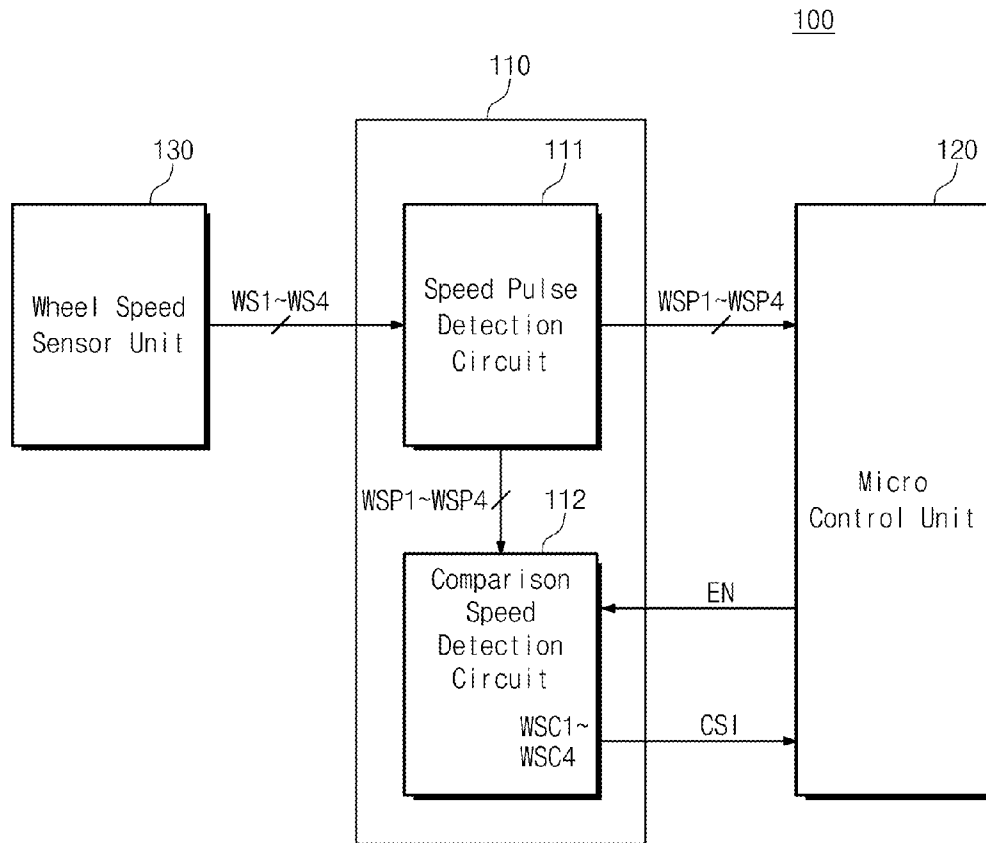 100
110
130
111
120
Wheel Speed
Sensor Unit
WS1~WS4
Speed Pulse
Detection
Circuit
WSP1~WSP4
WSP1~WSP4
112
Micro
Control Unit
Comparison
Speed
Detection
Circuit
EN
WSC1~
WSC4
CSI